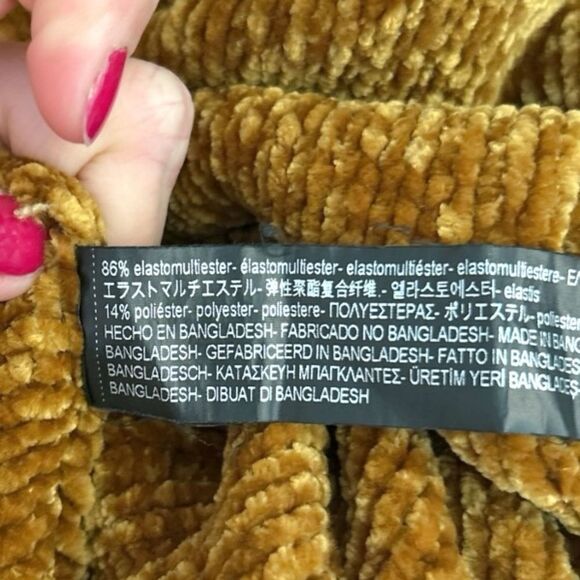 86% elastomultiester- élastomultiester- elastomultiéster- elastomultiestere-
エラストマルチエステル- 弹性聚酯复合纤维.- 엘라스토에스터- elastis
14% poliéster- polyester- poliestere- ΠΟΛΥΕΣΤΕΡΑΣ- ポリエステル- poliester
HECHO EN BANGLADESH- FABRICADO NO BANGLADESH- MADE IN
BANGLADESH- GEFABRICEERD IN BANGLADESH- FATTO IN BANGLADESH
BANGLADESCH- ΚΑΤΑΣΚΕΥΗ ΜΠΑΓΚΛΑΝΤΕΣ- ÜRETİM YERİ BANGLADEŞ
BANGLADESH- DIBUAT DI BANGLADESH